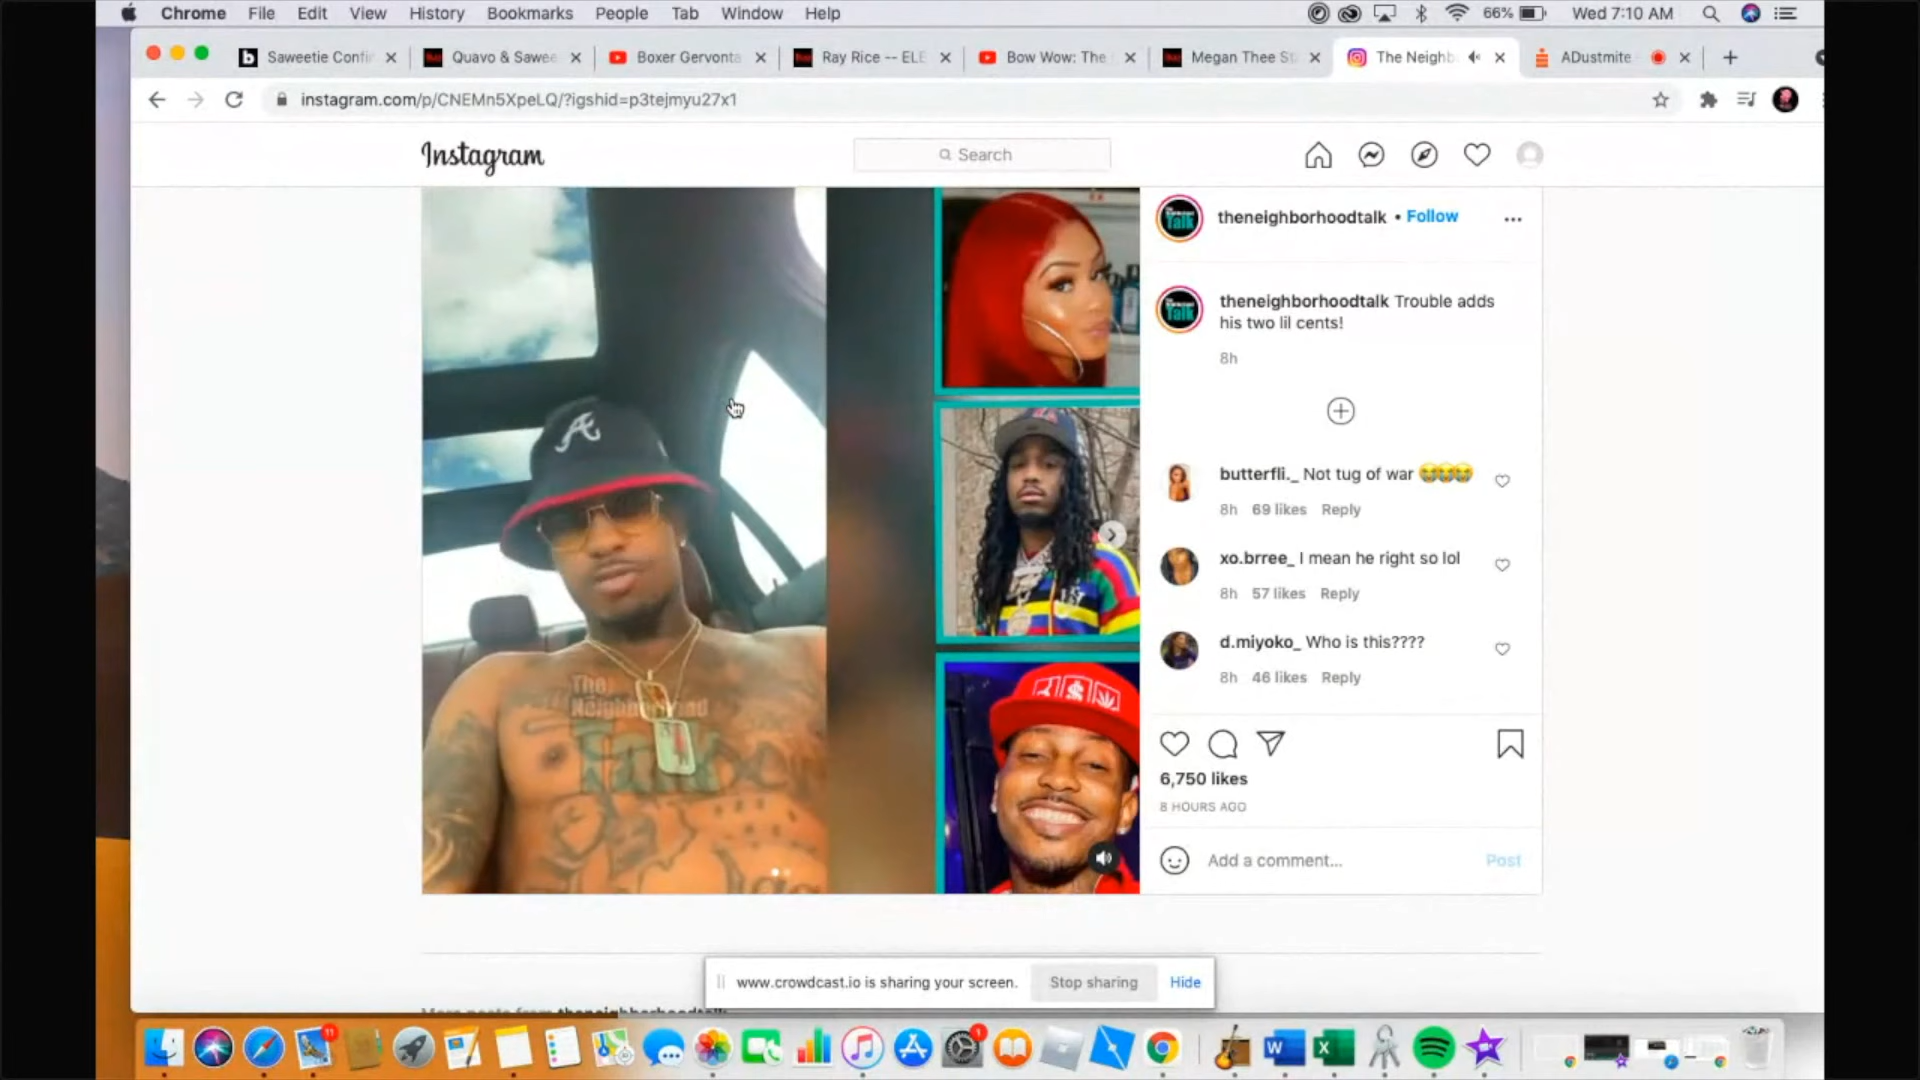 Chrome File Edit View History Bookmarks People Tab Window Help 66% Wed 7:10 AM
Saweetie Confir Quavo & Sawee Boxer Gervonta Ray Rice -- ELE Bow Wow: The Megan Thee St The Neighb ADustmite
instagram.com/p/CNEMn5XpeLQ/?igshid=p3tejmyu27x1
Instagram
Search
theneighborhoodtalk • Follow
theneighborhoodtalk Trouble adds
his two lil cents!
8h
butterfli._ Not tug of war
8h 69 likes Reply
xo.brree_ I mean he right so lol
8h 57 likes Reply
d.miyoko_ Who is this????
8h 46 likes Reply
The
Neighborhood
Talk
6,750 likes
8 HOURS AGO
Add a comment... Post
www.crowdcast.io is sharing your screen. Stop sharing Hide